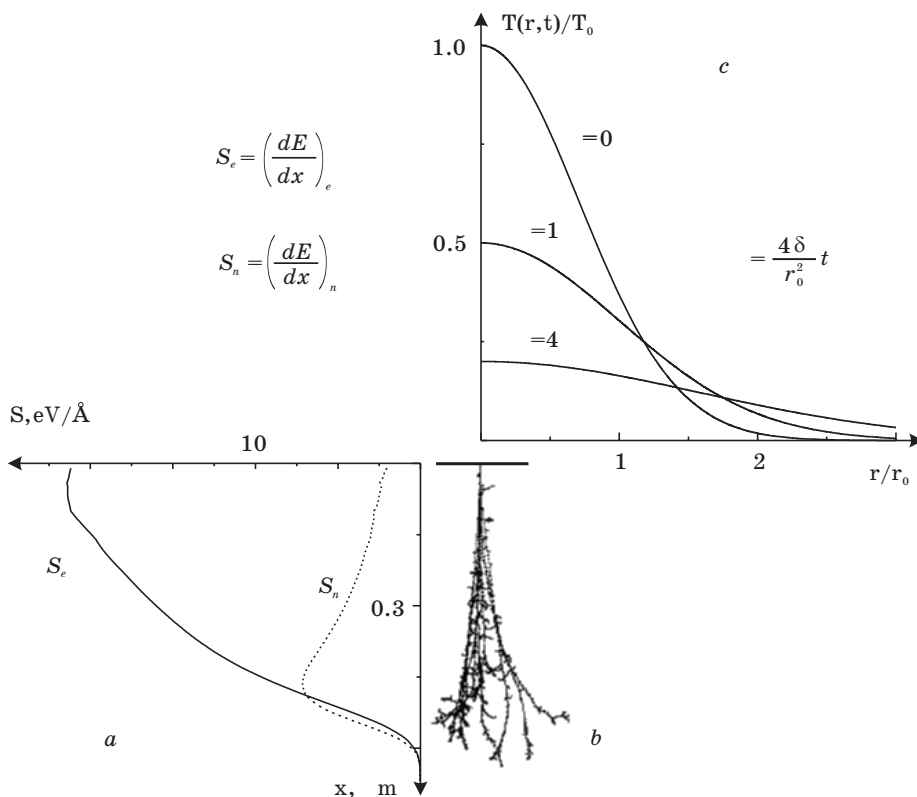 T(r,t)/T₀
1.0
c
=0
S_e = (dE/dx)_e
=1
0.5
S_n = (dE/dx)_n
= 4δ/r₀² t
=4
S,eV/Å
10
1
2
r/r₀
S_e
S_n
0.3
a
b
x, m